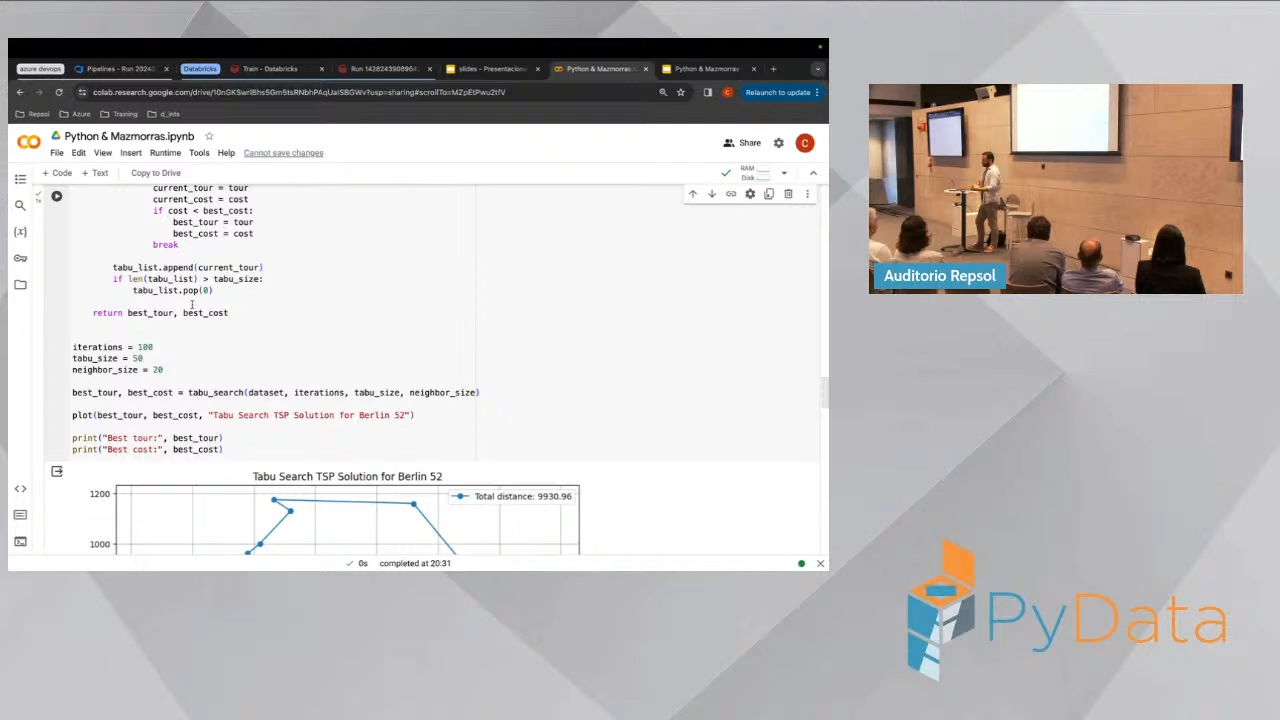 azure devops
Pipelines - Run 2024
Databricks
Train - Databricks
slides - Presentacion
Python & Mazmorras
Python & Mazmorras
Relaunch to update
Repsol
Azure
Training
d_ints
Python & Mazmorras.ipynb
Share
C
File Edit View Insert Runtime Tools Help Cannot save changes
+ Code + Text Copy to Drive
RAM
Disk
current_tour = tour
current_cost = cost
if cost < best_cost:
best_tour = tour
best_cost = cost
break
tabu_list.append(current_tour)
if len(tabu_list) > tabu_size:
tabu_list.pop(0)
return best_tour, best_cost
iterations = 100
tabu_size = 50
neighbor_size = 20
best_tour, best_cost = tabu_search(dataset, iterations, tabu_size, neighbor_size)
plot(best_tour, best_cost, "Tabu Search TSP Solution for Berlin 52")
print("Best tour:", best_tour)
print("Best cost:", best_cost)
Tabu Search TSP Solution for Berlin 52
Total distance: 9930.96
1200
1000
0s completed at 20:31
Auditorio Repsol
PyData